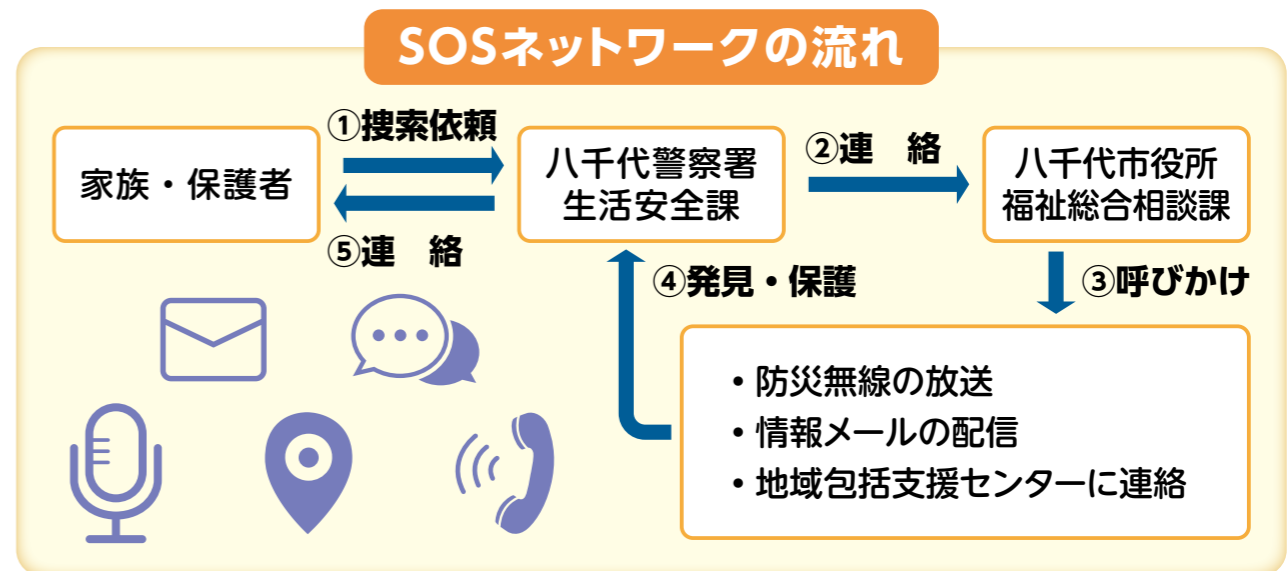 SOSネットワークの流れ
家族・保護者
①捜索依頼
⑤連　絡
八千代警察署
生活安全課
②連　絡
八千代市役所
福祉総合相談課
③呼びかけ
④発見・保護
・防災無線の放送
・情報メールの配信
・地域包括支援センターに連絡